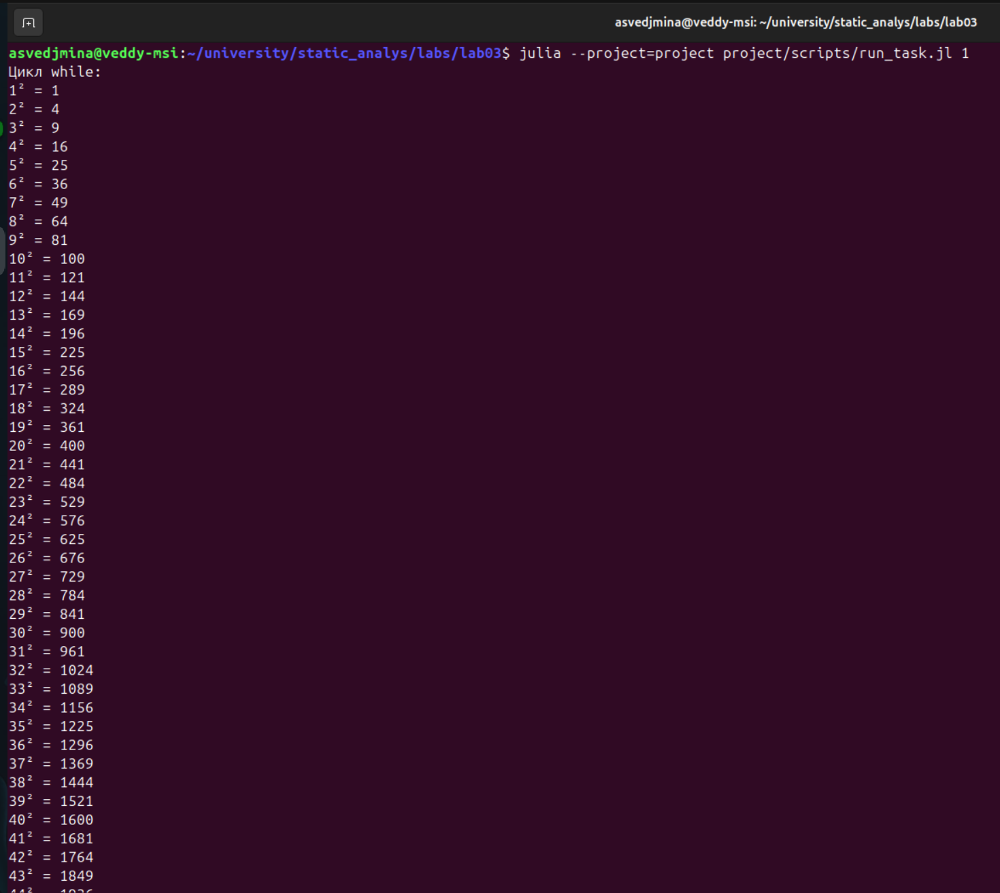 asvedjmina@veddy-msi: ~/university/static_analys/labs/lab03
asvedjmina@veddy-msi:~/university/static_analys/labs/lab03$ julia --project=project project/scripts/run_task.jl 1
Цикл while:
1² = 1
2² = 4
3² = 9
4² = 16
5² = 25
6² = 36
7² = 49
8² = 64
9² = 81
10² = 100
11² = 121
12² = 144
13² = 169
14² = 196
15² = 225
16² = 256
17² = 289
18² = 324
19² = 361
20² = 400
21² = 441
22² = 484
23² = 529
24² = 576
25² = 625
26² = 676
27² = 729
28² = 784
29² = 841
30² = 900
31² = 961
32² = 1024
33² = 1089
34² = 1156
35² = 1225
36² = 1296
37² = 1369
38² = 1444
39² = 1521
40² = 1600
41² = 1681
42² = 1764
43² = 1849
44² = 1936